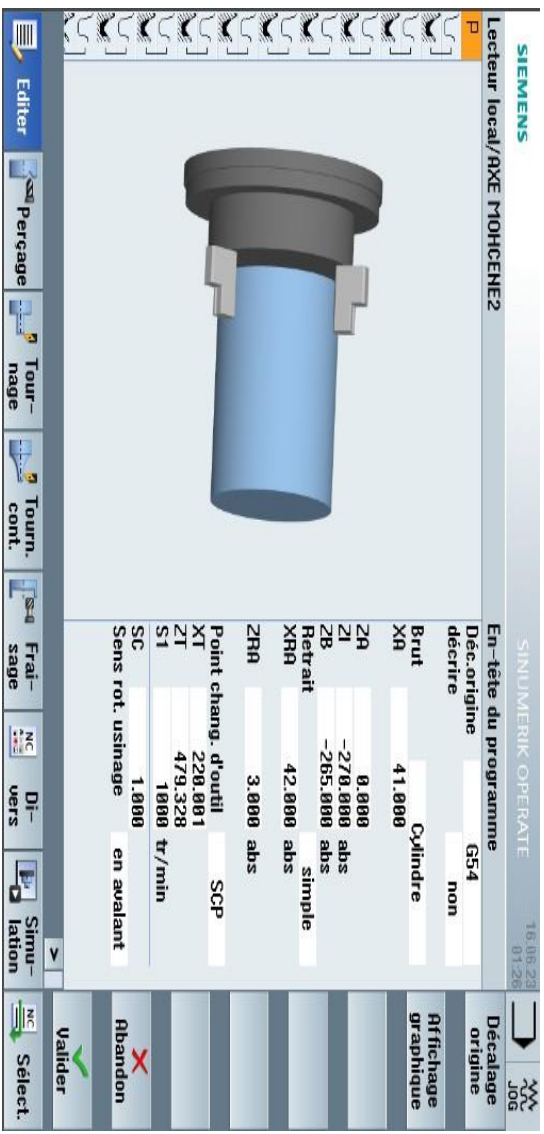 SIEMENS
SINUMERIK OPERATE
16.06.23
01:26
JOG
Lecteur local/AXE MOHCENE2
P
En-tête du programme
Déc.origine G54
décrire non
Brut Cylindre
XA 41.000
ZA 0.000
ZI -270.000 abs
ZB -265.000 abs
Retrait simple
XRA 42.000 abs
ZRA 3.000 abs
Point chang. d'outil SCP
XT 220.001
ZT 479.328
S1 1000 tr/min
SC 1.000
Sens rot. usinage en avalant
Décalage
origine
Affichage
graphique
Abandon
Valider
>
Editer
Perçage
Tour-
nage
Tourn.
cont.
Frai-
sage
NC
Di-
vers
Simu-
lation
NC
Sélect.